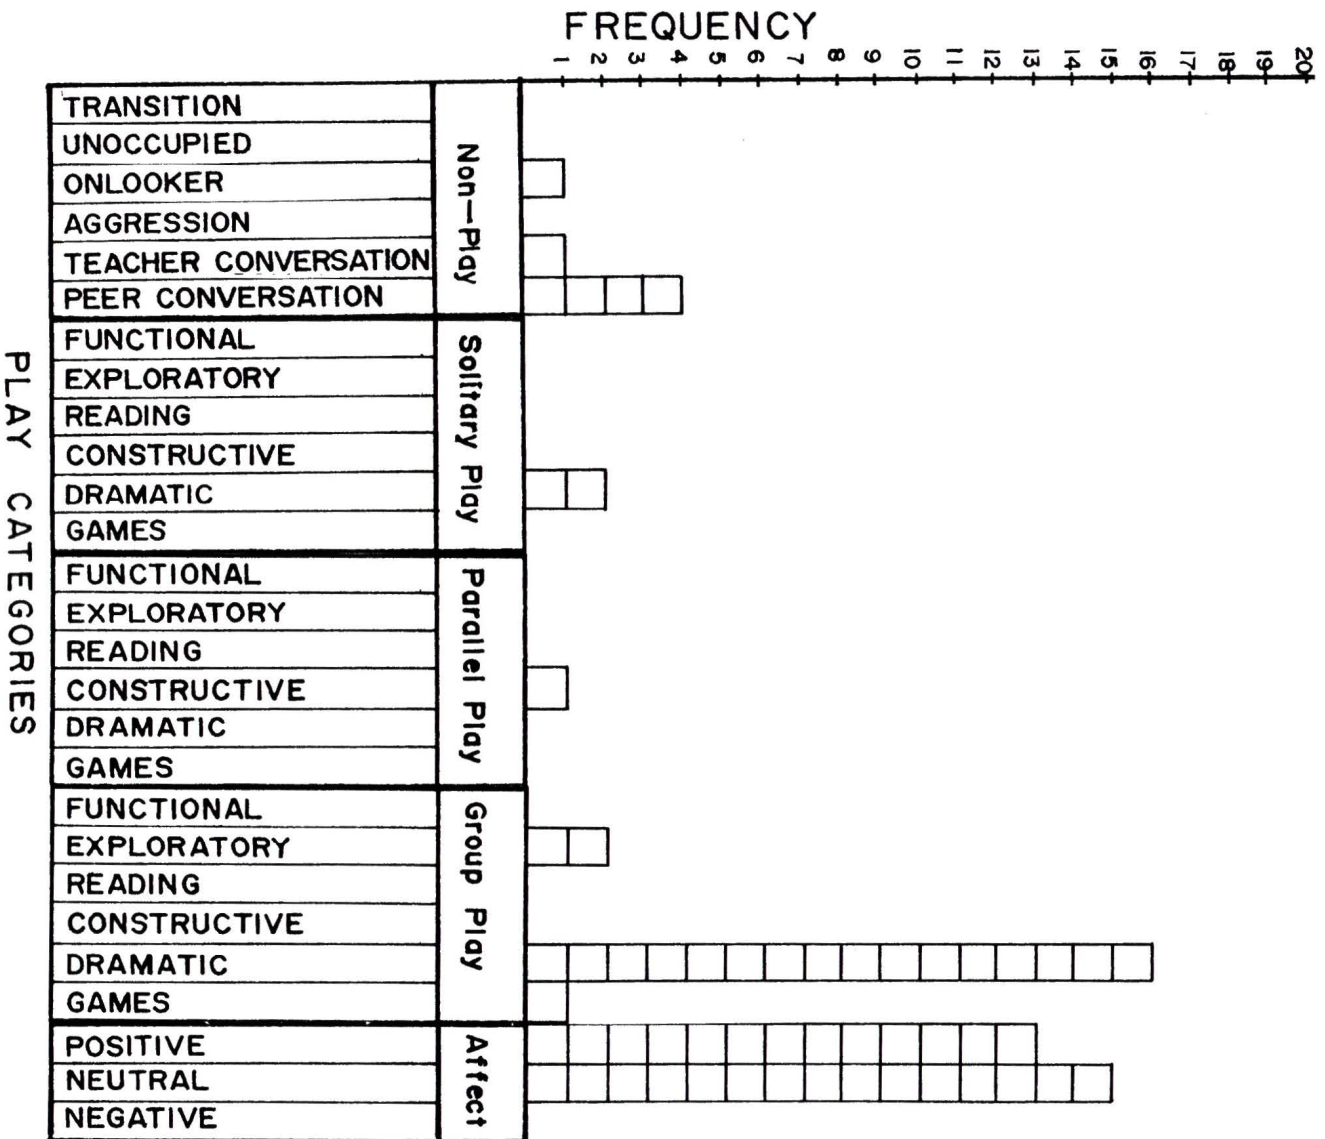 FREQUENCY
1 2 3 4 5 6 7 8 9 10 11 12 13 14 15 16 17 18 19 20
PLAY CATEGORIES
Non-Play
TRANSITION
UNOCCUPIED
ONLOOKER
AGGRESSION
TEACHER CONVERSATION
PEER CONVERSATION
Solitary Play
FUNCTIONAL
EXPLORATORY
READING
CONSTRUCTIVE
DRAMATIC
GAMES
Parallel Play
FUNCTIONAL
EXPLORATORY
READING
CONSTRUCTIVE
DRAMATIC
GAMES
Group Play
FUNCTIONAL
EXPLORATORY
READING
CONSTRUCTIVE
DRAMATIC
GAMES
Affect
POSITIVE
NEUTRAL
NEGATIVE